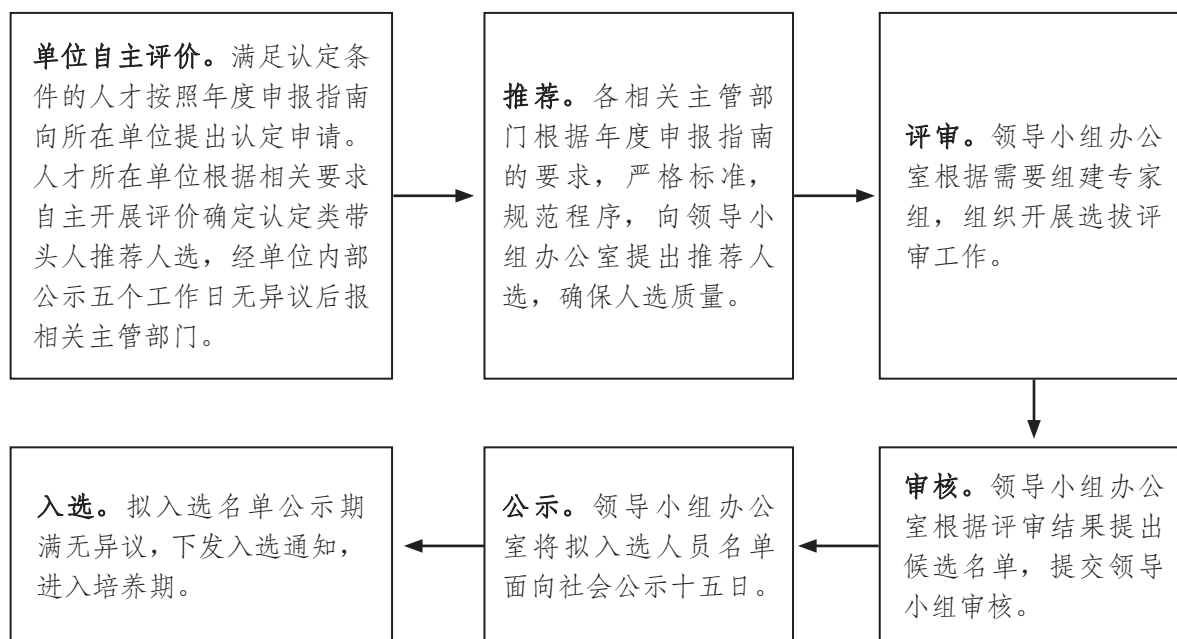 单位自主评价。满足认定条
件的人才按照年度申报指南
向所在单位提出认定申请。
人才所在单位根据相关要求
自主开展评价确定认定类带
头人推荐人选，经单位内部
公示五个工作日无异议后报
相关主管部门。
推荐。各相关主管部
门根据年度申报指南
的要求，严格标准，
规范程序，向领导小
组办公室提出推荐人
选，确保人选质量。
评审。领导小组办公
室根据需要组建专家
组，组织开展选拔评
审工作。
审核。领导小组办公
室根据评审结果提出
候选名单，提交领导
小组审核。
公示。领导小组办公
室将拟入选人员名单
面向社会公示十五日。
入选。拟入选名单公示期
满无异议，下发入选通知，
进入培养期。